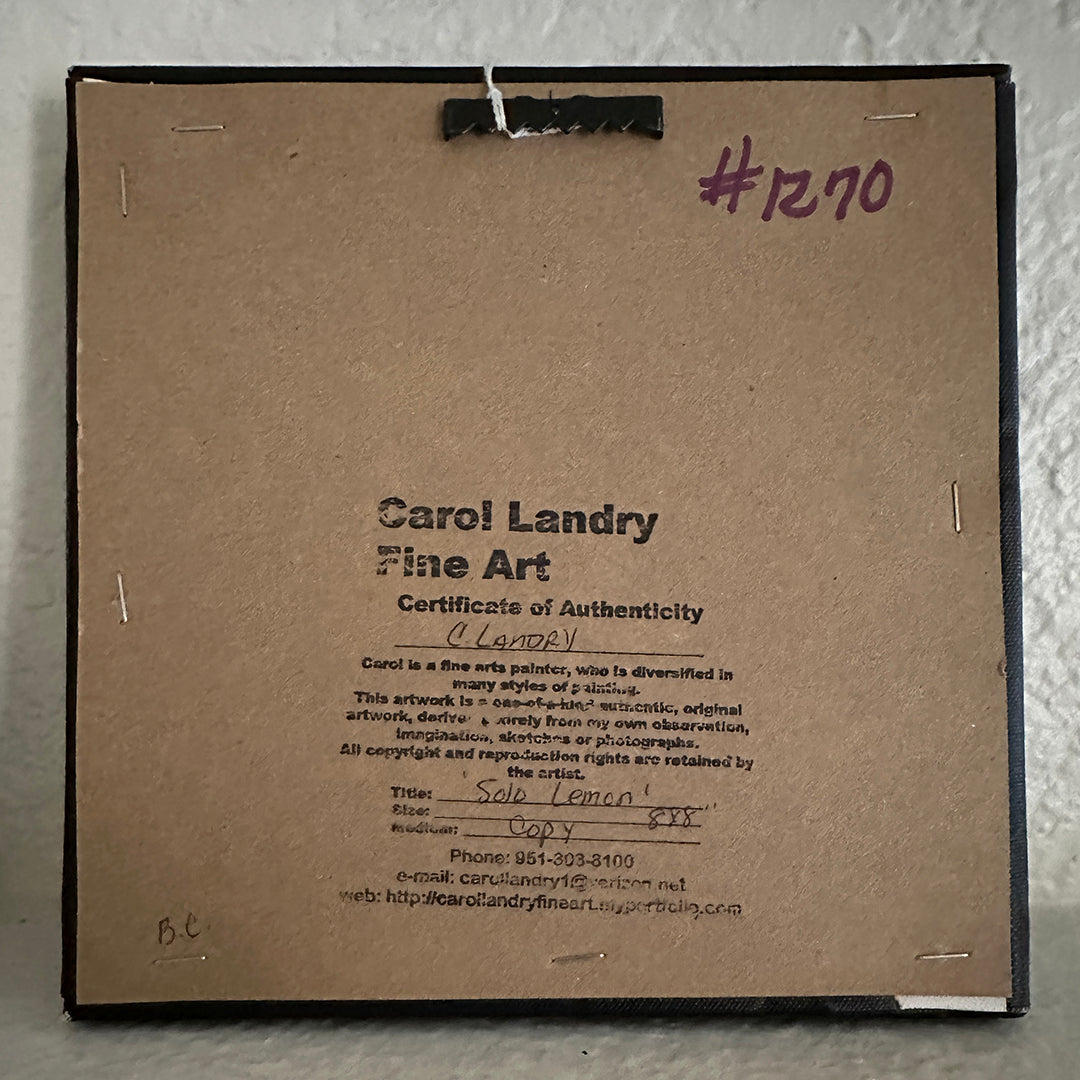 #1270
Carol Landry
Fine Art
Certificate of Authenticity
C LANDRY
Carol is a fine arts painter, who is diversified in
many styles of painting.
This artwork is a one-of-a-kind authentic, original
artwork, derived purely from my own observation,
imagination, sketches or photographs.
All copyright and reproduction rights are retained by
the artist.
Title: 'Solo Lemon'
Size: 8x8"
Medium: Copy
Phone: 951-303-8100
e-mail: carollandry1@verizon.net
web: http://carollandryfineart.myportfolio.com
B.C.